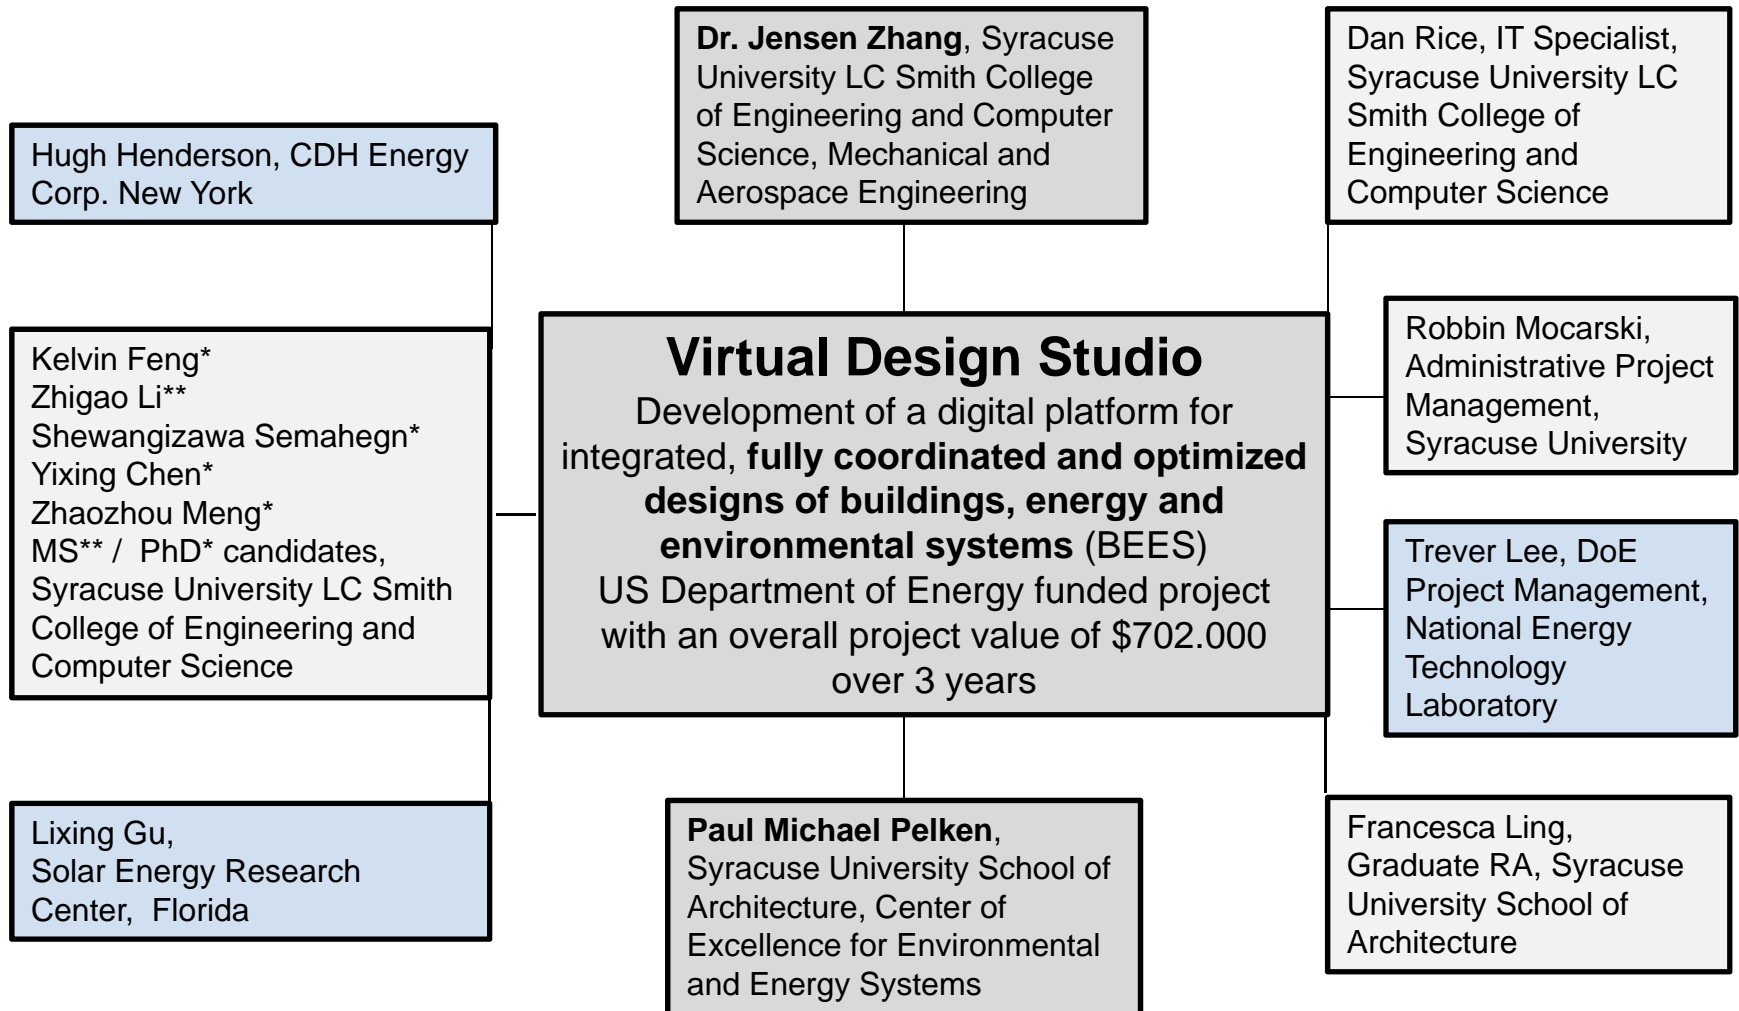 Dr. Jensen Zhang, Syracuse
University LC Smith College
of Engineering and Computer
Science, Mechanical and
Aerospace Engineering
Dan Rice, IT Specialist,
Syracuse University LC
Smith College of
Engineering and
Computer Science
Hugh Henderson, CDH Energy
Corp. New York
Kelvin Feng*
Zhigao Li**
Shewangizawa Semahegn*
Yixing Chen*
Zhaozhou Meng*
MS** /  PhD* candidates,
Syracuse University LC Smith
College of Engineering and
Computer Science
Virtual Design Studio
Development of a digital platform for
integrated, fully coordinated and optimized
designs of buildings, energy and
environmental systems (BEES)
US Department of Energy funded project
with an overall project value of $702.000
over 3 years
Robbin Mocarski,
Administrative Project
Management,
Syracuse University
Trever Lee, DoE
Project Management,
National Energy
Technology
Laboratory
Lixing Gu,
Solar Energy Research
Center,  Florida
Paul Michael Pelken,
Syracuse University School of
Architecture, Center of
Excellence for Environmental
and Energy Systems
Francesca Ling,
Graduate RA, Syracuse
University School of
Architecture